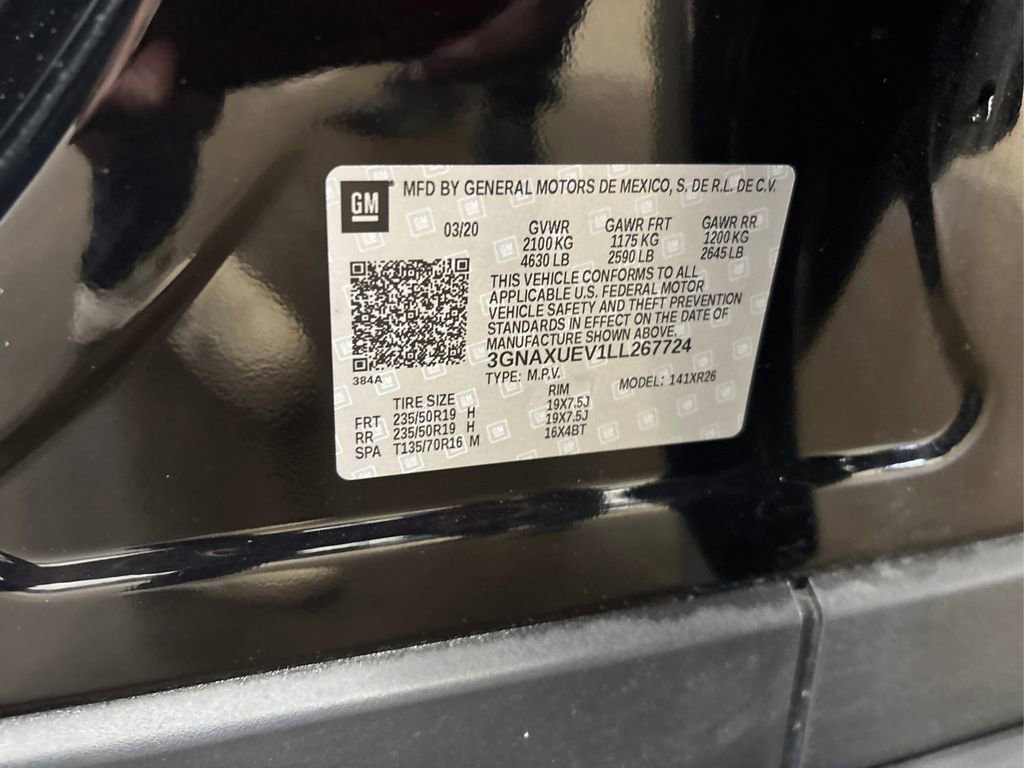 GM
MFD BY GENERAL MOTORS DE MEXICO, S. DE R.L. DE C.V.
03/20 GVWR GAWR FRT GAWR RR
2100 KG 1175 KG 1200 KG
4630 LB 2590 LB 2645 LB
THIS VEHICLE CONFORMS TO ALL
APPLICABLE U.S. FEDERAL MOTOR
VEHICLE SAFETY AND THEFT PREVENTION
STANDARDS IN EFFECT ON THE DATE OF
MANUFACTURE SHOWN ABOVE.
3GNAXUEV1LL267724
384A
TYPE: M.P.V. MODEL: 141XR26
TIRE SIZE RIM
FRT 235/50R19 H 19X7.5J
RR 235/50R19 H 19X7.5J
SPA T135/70R16 M 16X4BT